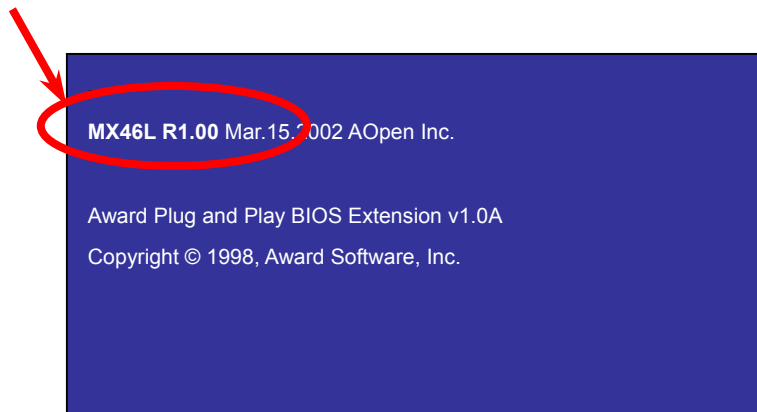 MX46L R1.00 Mar.15.2002 AOpen Inc.
Award Plug and Play BIOS Extension v1.0A
Copyright © 1998, Award Software, Inc.